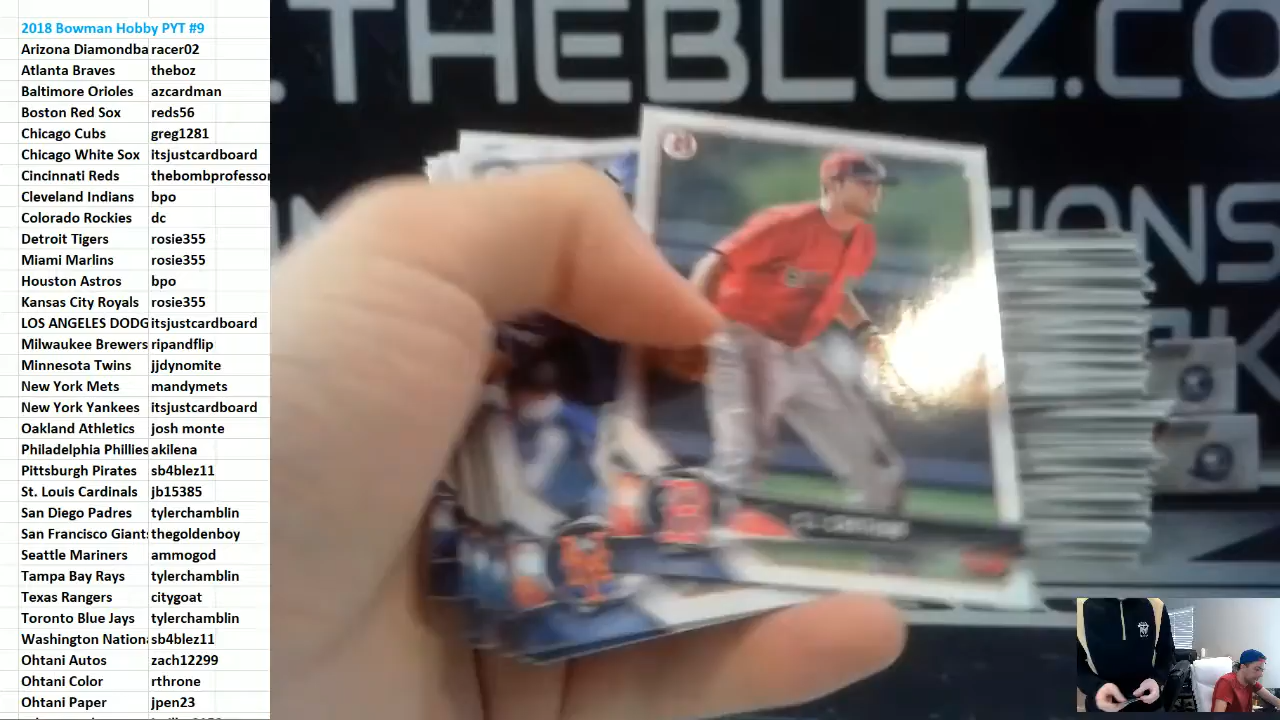 2018 Bowman Hobby PYT #9
Arizona Diamondba racer02
Atlanta Braves theboz
Baltimore Orioles azcardman
Boston Red Sox reds56
Chicago Cubs greg1281
Chicago White Sox itsjustcardboard
Cincinnati Reds thebombprofessor
Cleveland Indians bpo
Colorado Rockies dc
Detroit Tigers rosie355
Miami Marlins rosie355
Houston Astros bpo
Kansas City Royals rosie355
LOS ANGELES DODG itsjustcardboard
Milwaukee Brewers ripandflip
Minnesota Twins jjdynomite
New York Mets mandymets
New York Yankees itsjustcardboard
Oakland Athletics josh monte
Philadelphia Phillies akilena
Pittsburgh Pirates sb4blez11
St. Louis Cardinals jb15385
San Diego Padres tylerchamblin
San Francisco Giant thegoldenboy
Seattle Mariners ammogod
Tampa Bay Rays tylerchamblin
Texas Rangers citygoat
Toronto Blue Jays tylerchamblin
Washington Nation sb4blez11
Ohtani Autos zach12299
Ohtani Color rthrone
Ohtani Paper jpen23
.THEBLEZ.CO
IONS